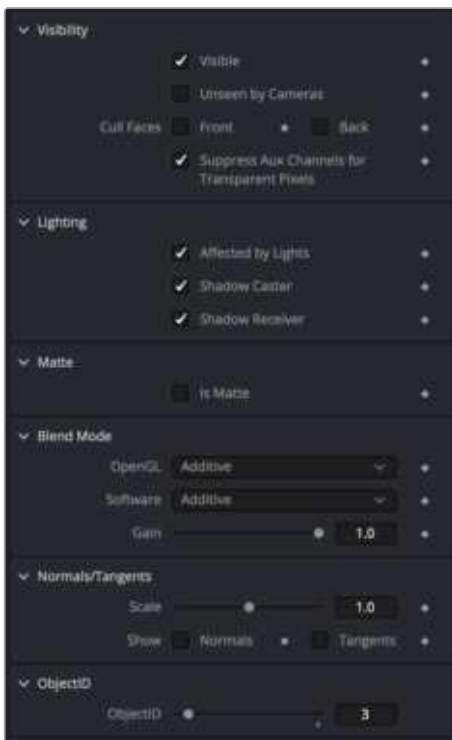 Visibility
Visible
Unseen by Cameras
Cull Faces Front Back
Suppress Aux Channels for
Transparent Pixels
Lighting
Affected by Lights
Shadow Caster
Shadow Receiver
Matte
Is Matte
Blend Mode
OpenGL Additive
Software Additive
Gain 1.0
Normals/Tangents
Scale 1.0
Show Normals Tangents
ObjectID
ObjectID 3